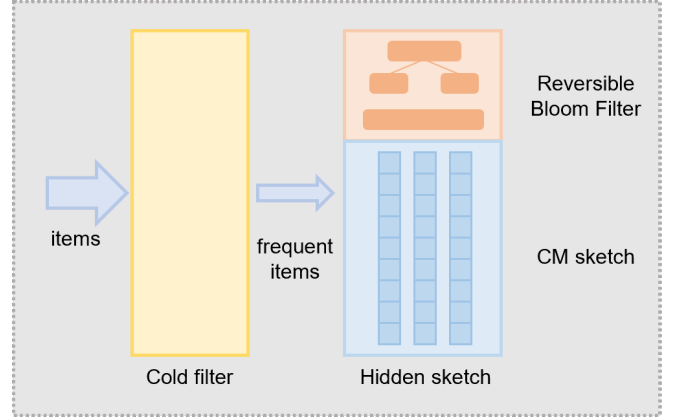 Reversible
Bloom Filter
items
frequent
items
CM sketch
Cold filter
Hidden sketch